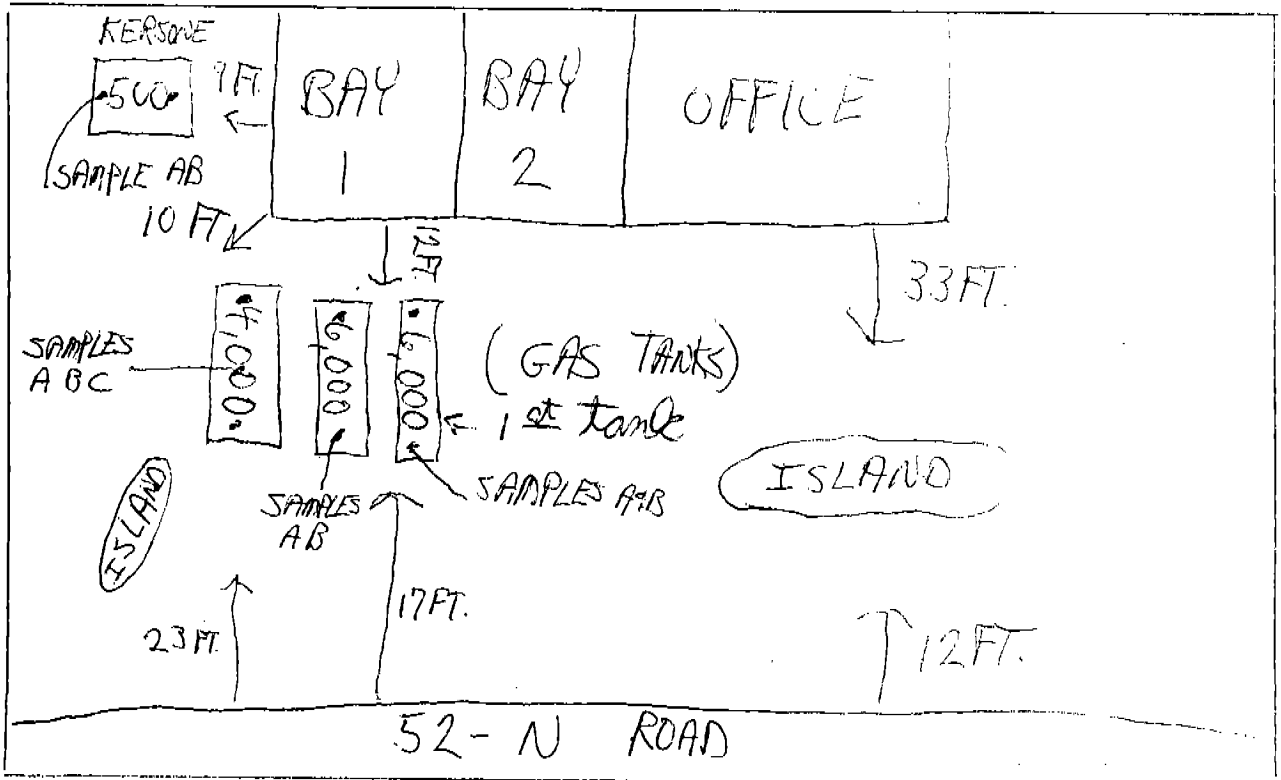 KERSONE
500
9 FT.
BAY
1
BAY
2
OFFICE
SAMPLE AB
10 FT
12 FT.
33 FT.
SAMPLES
A BC
4,000
6,000
6,000
(GAS TANKS)
1st tank
SAMPLES
AB
SAMPLES A&B
ISLAND
ISLAND
23 FT.
17 FT.
12 FT.
52- N ROAD